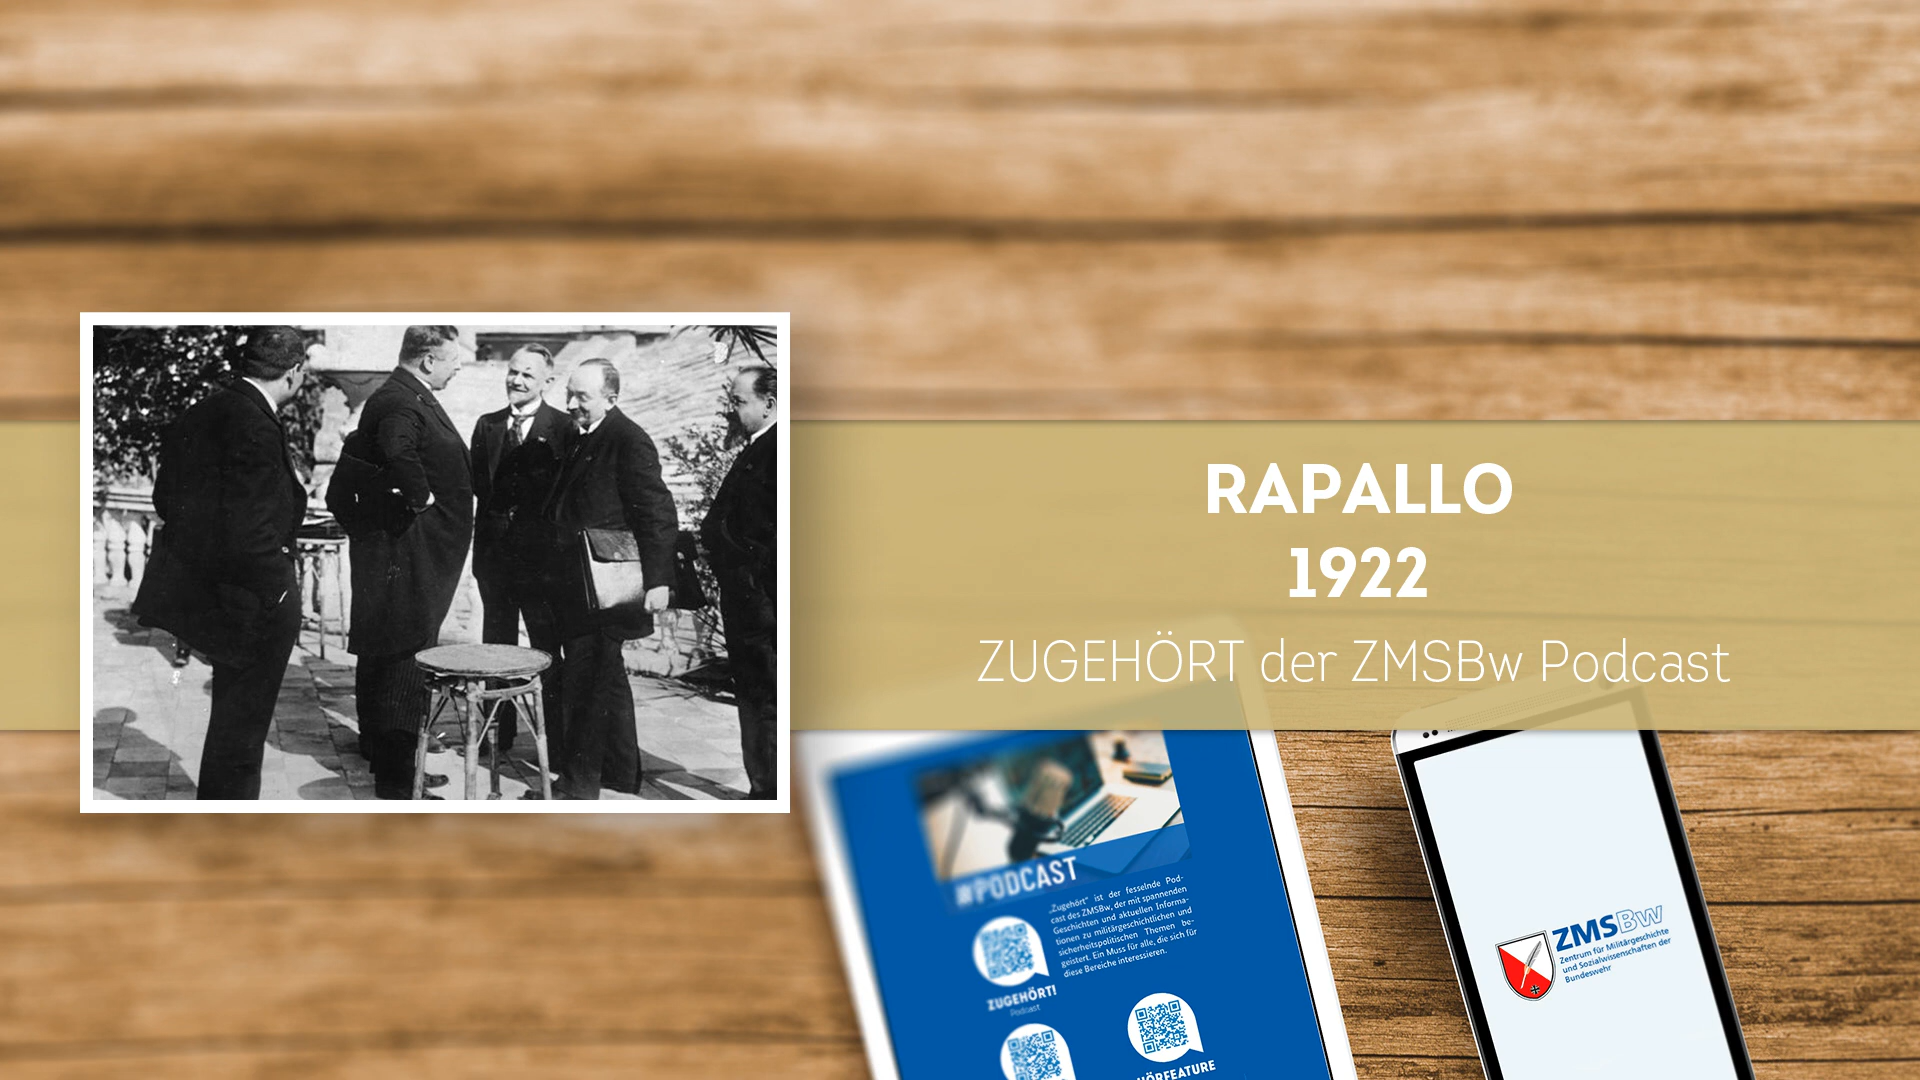 RAPALLO
1922
ZUGEHÖRT der ZMSBw Podcast
#PODCAST
„Zugehört“ ist der fesselnde Pod-
cast des ZMSBw, der mit spannenden
Geschichten und aktuellen Informa-
tionen zu militärgeschichtlichen und
sicherheitspolitischen Themen be-
geistert. Ein Muss für alle, die sich für
diese Bereiche interessieren.
ZUGEHÖRT!
Podcast
HÖRFEATURE
ZMSBw
Zentrum für Militärgeschichte
und Sozialwissenschaften der
Bundeswehr